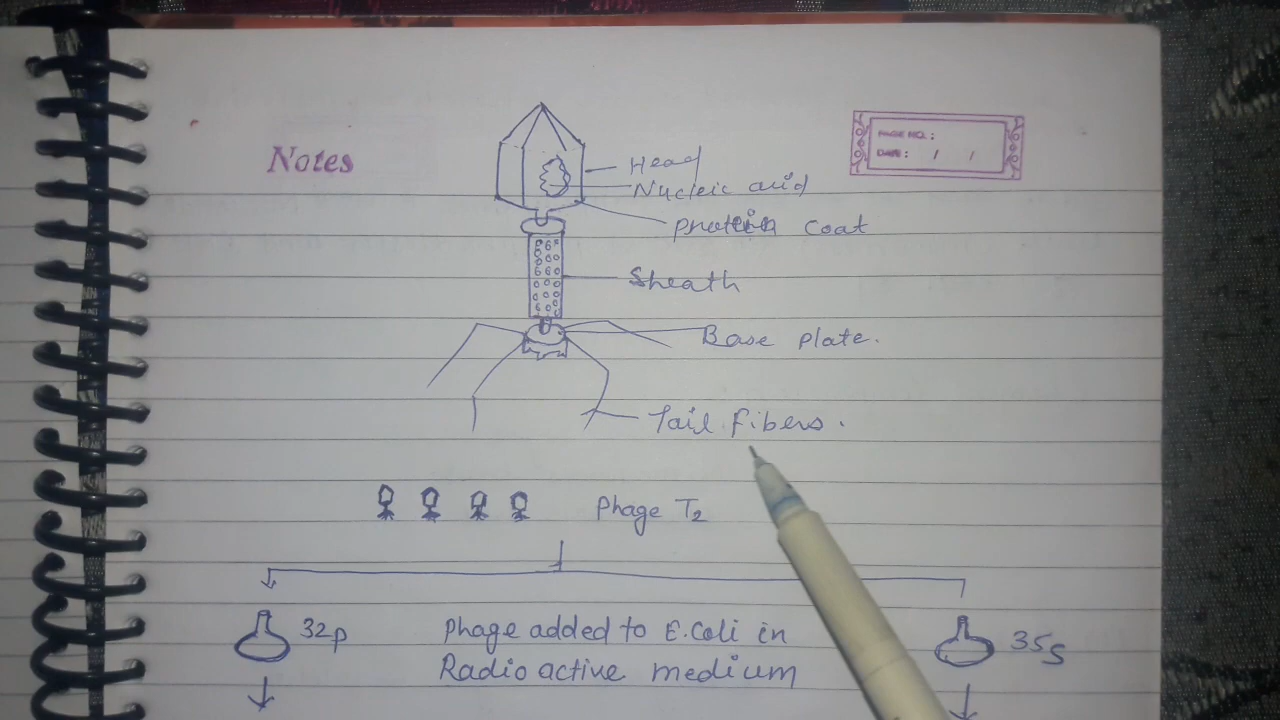 Notes
PAGE NO.:
DATE: / /
Head
Nucleic acid
protein coat
Sheath
Base plate.
Tail fibers.
Phage T2
32p
Phage added to E.Coli in
Radio active medium
35s